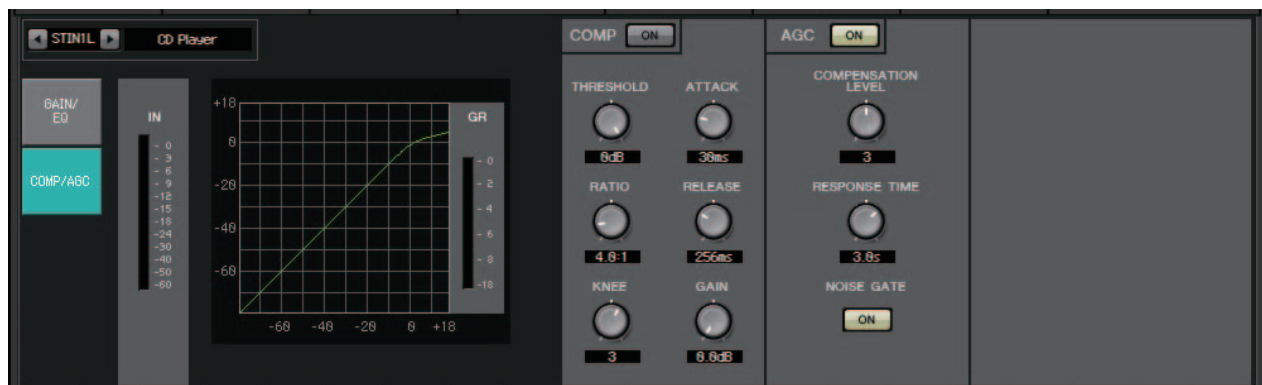 STIN1L
CD Player
GAIN/
EQ
COMP/AGC
IN
- 0
- 3
- 6
- 9
-12
-15
-18
-24
-30
-40
-50
-60
+18
0
-20
-40
-60
-60 -40 -20 0 +18
GR
- 0
- 2
- 4
- 6
- 8
-10
COMP ON
THRESHOLD ATTACK
0dB 30ms
RATIO RELEASE
4.0:1 256ms
KNEE GAIN
3 0.0dB
AGC ON
COMPENSATION
LEVEL
3
RESPONSE TIME
3.0s
NOISE GATE
ON